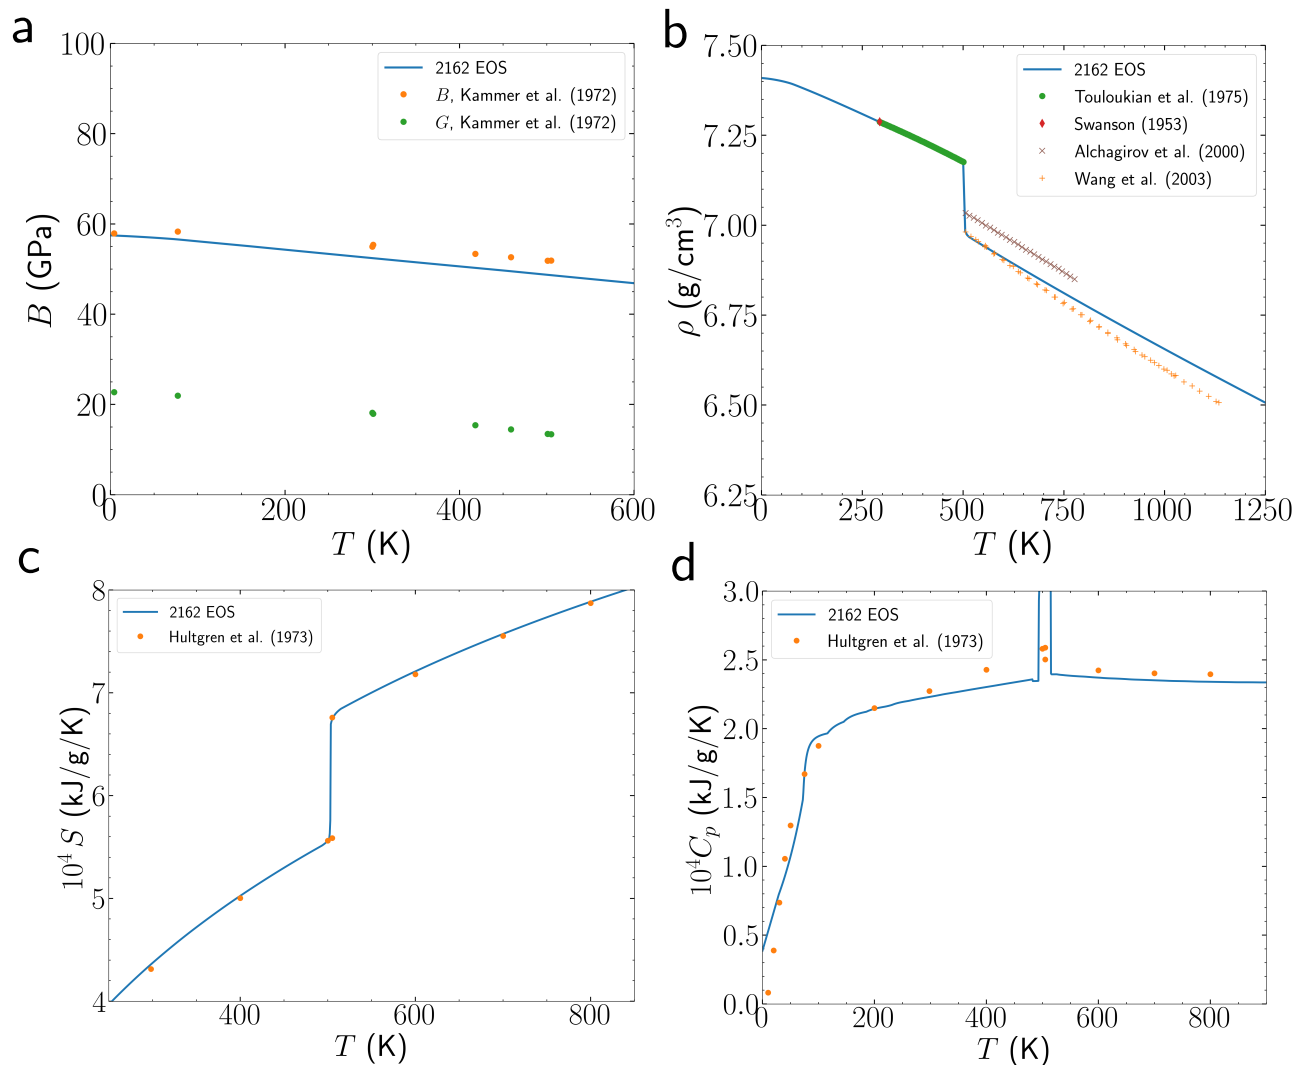 a
100
80
60
40
20
0
B (GPa)
2162 EOS
B, Kammer et al. (1972)
G, Kammer et al. (1972)
0 200 400 600
T (K)
b
7.50
7.25
7.00
6.75
6.50
6.25
ρ (g/cm³)
2162 EOS
Touloukian et al. (1975)
Swanson (1953)
Alchagirov et al. (2000)
Wang et al. (2003)
0 250 500 750 1000 1250
T (K)
c
8
7
6
5
4
10⁴ S (kJ/g/K)
2162 EOS
Hultgren et al. (1973)
400 600 800
T (K)
d
3.0
2.5
2.0
1.5
1.0
0.5
0.0
10⁴Cₚ (kJ/g/K)
2162 EOS
Hultgren et al. (1973)
0 200 400 600 800
T (K)